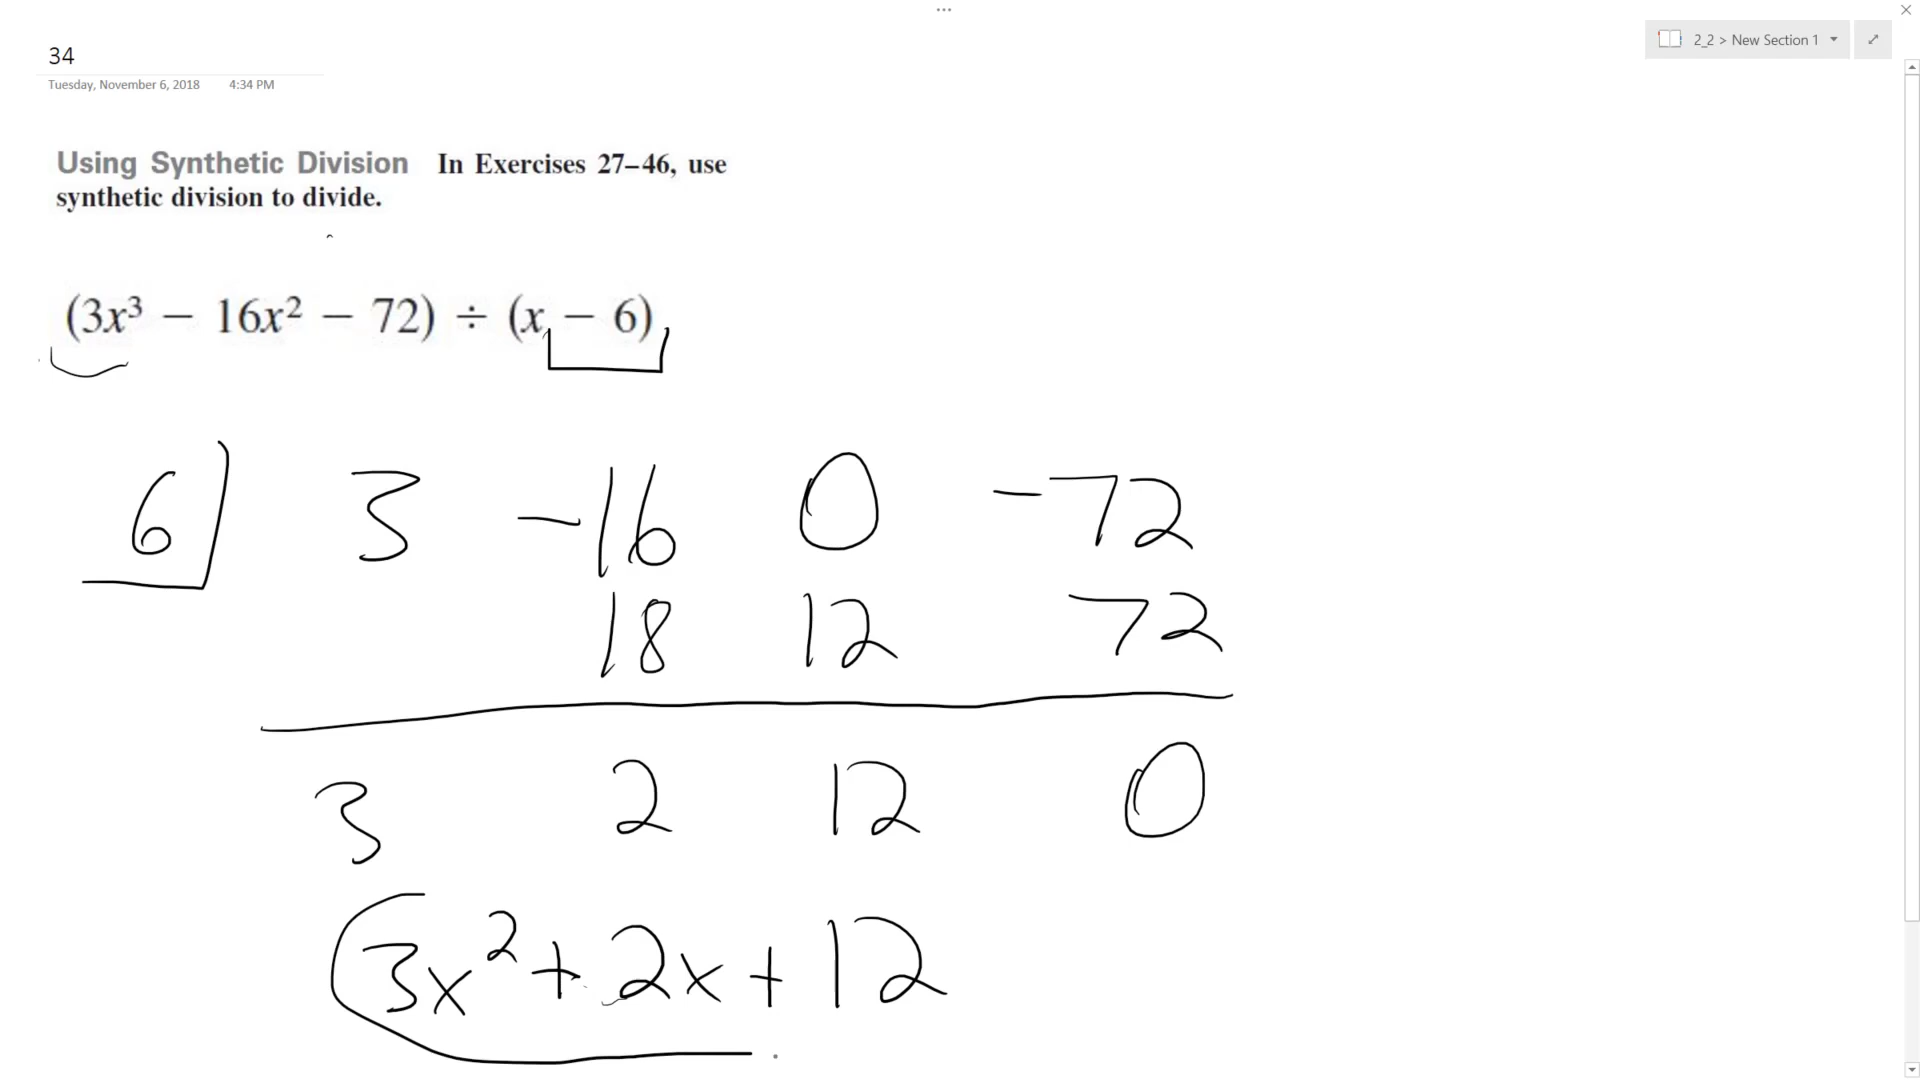 ...
34
2_2 > New Section 1
Tuesday, November 6, 2018 4:34 PM
Using Synthetic Division In Exercises 27–46, use
synthetic division to divide.
(3x³ − 16x² − 72) ÷ (x − 6)
6 3 -16 0 -72
18 12 72
3 2 12 0
3x² + 2x + 12